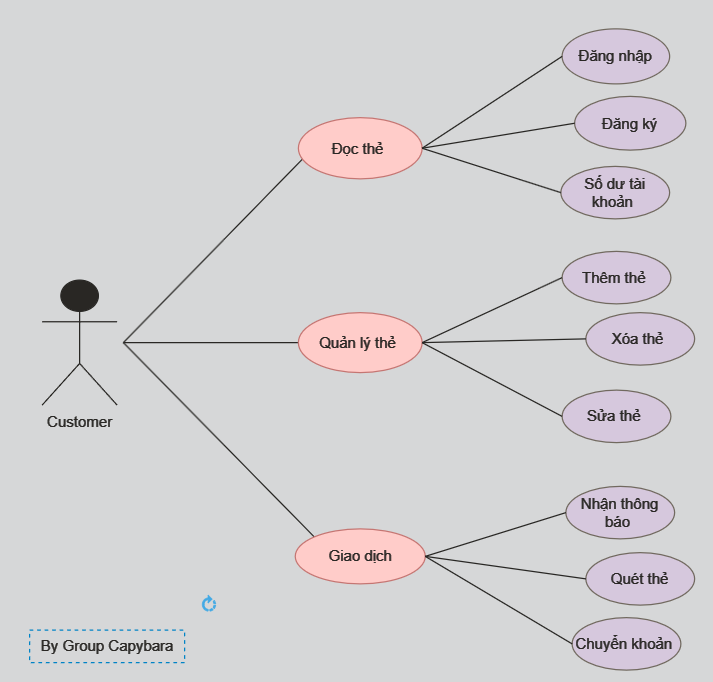 Đăng nhập
Đăng ký
Số dư tài
khoản
Đọc thẻ
Thêm thẻ
Xóa thẻ
Sửa thẻ
Quản lý thẻ
Customer
Nhận thông
báo
Quét thẻ
Chuyển khoản
Giao dịch
By Group Capybara